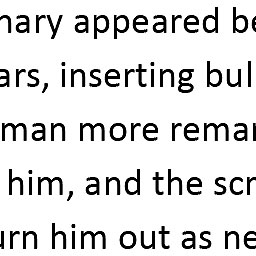 nary appeared be
ars, inserting bul
man more remar
him, and the scr
urn him out as ne